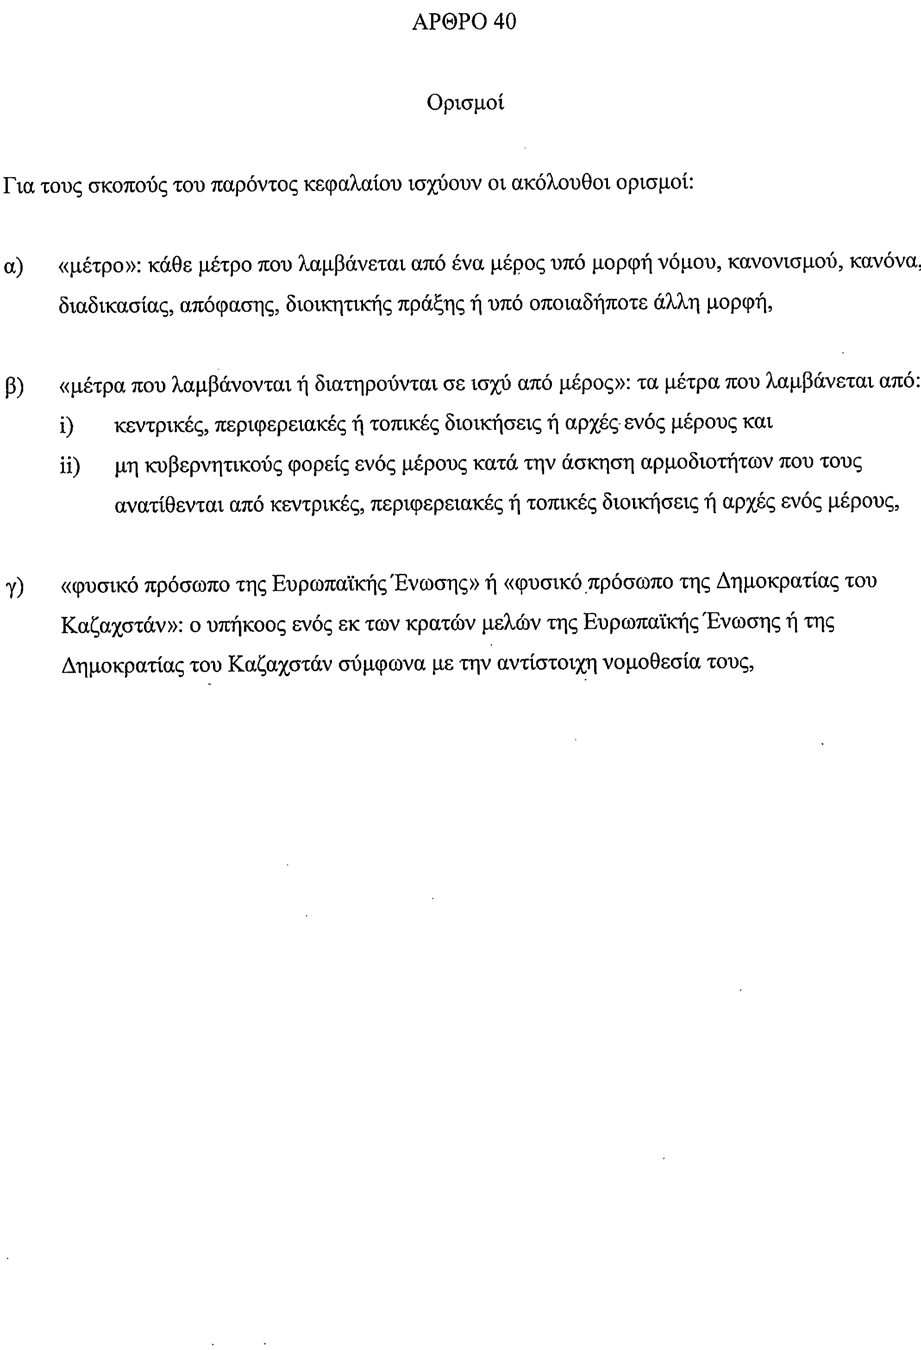 ΑΡΘΡΟ 40
Ορισμοί
Για τους σκοπούς του παρόντος κεφαλαίου ισχύουν οι ακόλουθοι ορισμοί:
α) «μέτρο»: κάθε μέτρο που λαμβάνεται από ένα μέρος υπό μορφή νόμου, κανονισμού, κανόνα,
διαδικασίας, απόφασης, διοικητικής πράξης ή υπό οποιαδήποτε άλλη μορφή,
β) «μέτρα που λαμβάνονται ή διατηρούνται σε ισχύ από μέρος»: τα μέτρα που λαμβάνεται από:
i) κεντρικές, περιφερειακές ή τοπικές διοικήσεις ή αρχές ενός μέρους και
ii) μη κυβερνητικούς φορείς ενός μέρους κατά την άσκηση αρμοδιοτήτων που τους
ανατίθενται από κεντρικές, περιφερειακές ή τοπικές διοικήσεις ή αρχές ενός μέρους,
γ) «φυσικό πρόσωπο της Ευρωπαϊκής Ένωσης» ή «φυσικό πρόσωπο της Δημοκρατίας του
Καζαχστάν»: ο υπήκοος ενός εκ των κρατών μελών της Ευρωπαϊκής Ένωσης ή της
Δημοκρατίας του Καζαχστάν σύμφωνα με την αντίστοιχη νομοθεσία τους,